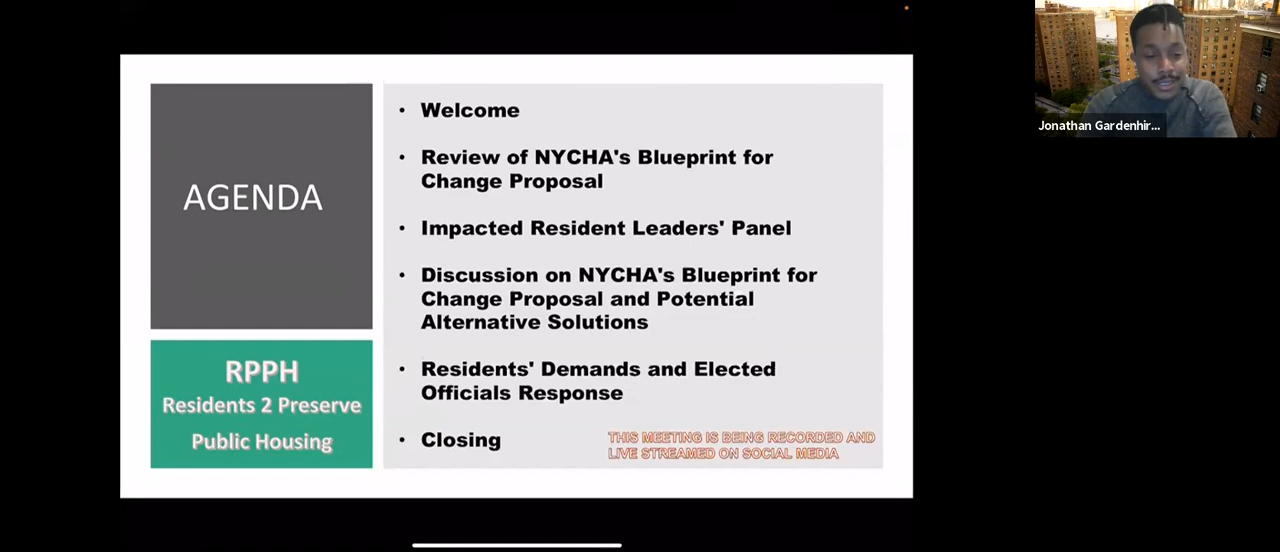 AGENDA
RPPH
Residents 2 Preserve
Public Housing
• Welcome
• Review of NYCHA's Blueprint for
Change Proposal
• Impacted Resident Leaders' Panel
• Discussion on NYCHA's Blueprint for
Change Proposal and Potential
Alternative Solutions
• Residents' Demands and Elected
Officials Response
• Closing
THIS MEETING IS BEING RECORDED AND
LIVE STREAMED ON SOCIAL MEDIA
Jonathan Gardenhir...